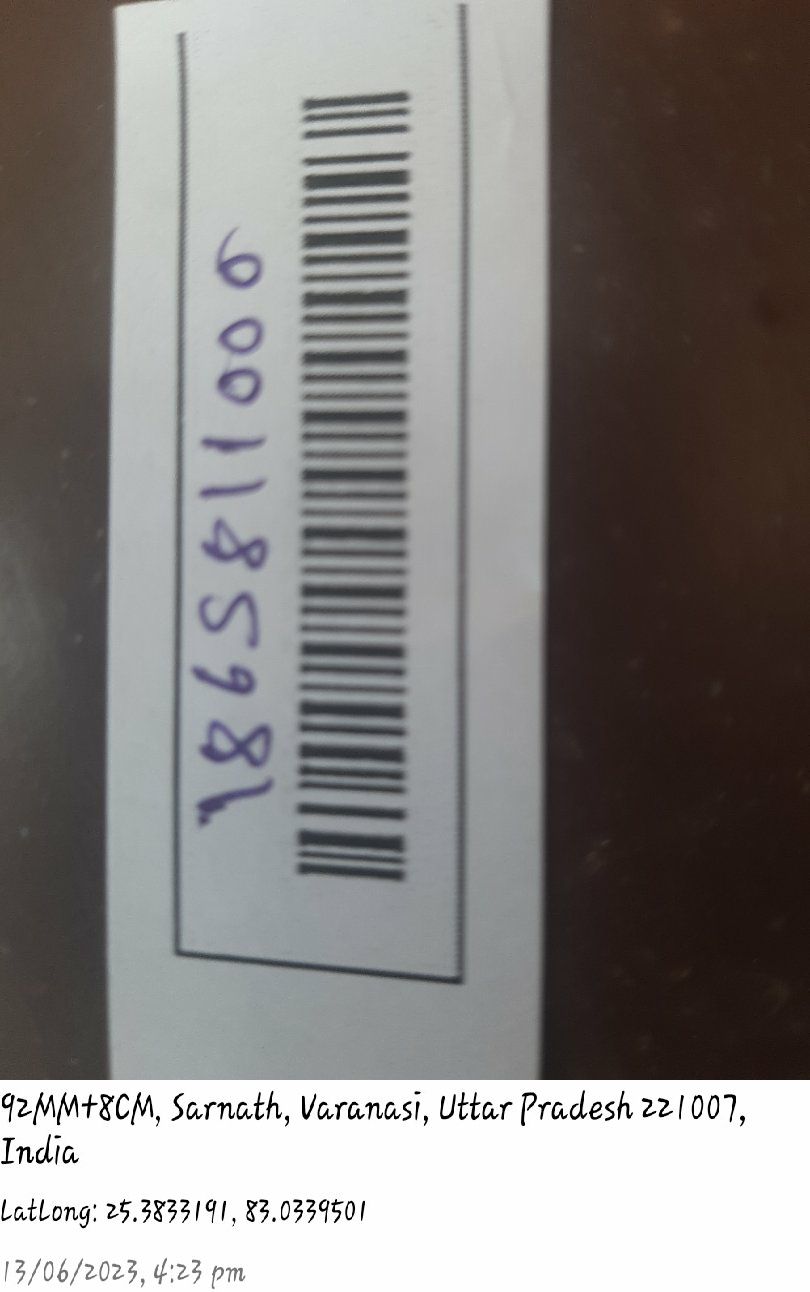 1865811006
92MM+8CM, Sarnath, Varanasi, Uttar Pradesh 221007,
India
LatLong: 25.3833191, 83.0339501
13/06/2023, 4:23 pm